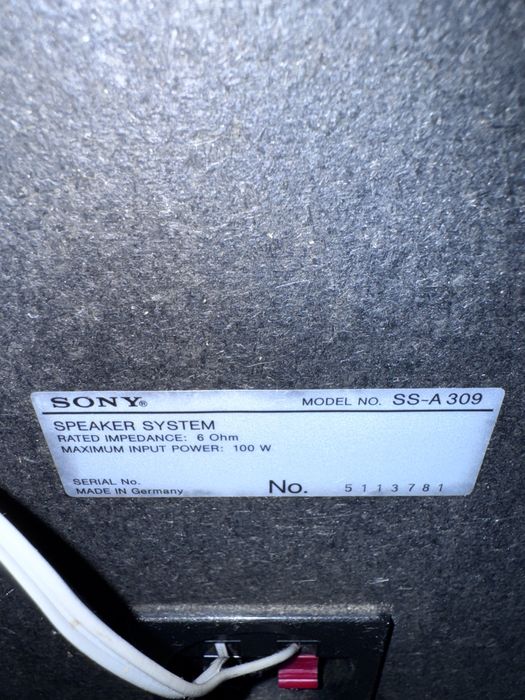 SONY® MODEL NO. SS-A309
SPEAKER SYSTEM
RATED IMPEDANCE: 6 Ohm
MAXIMUM INPUT POWER: 100 W
SERIAL No.
MADE IN Germany No. 5113781